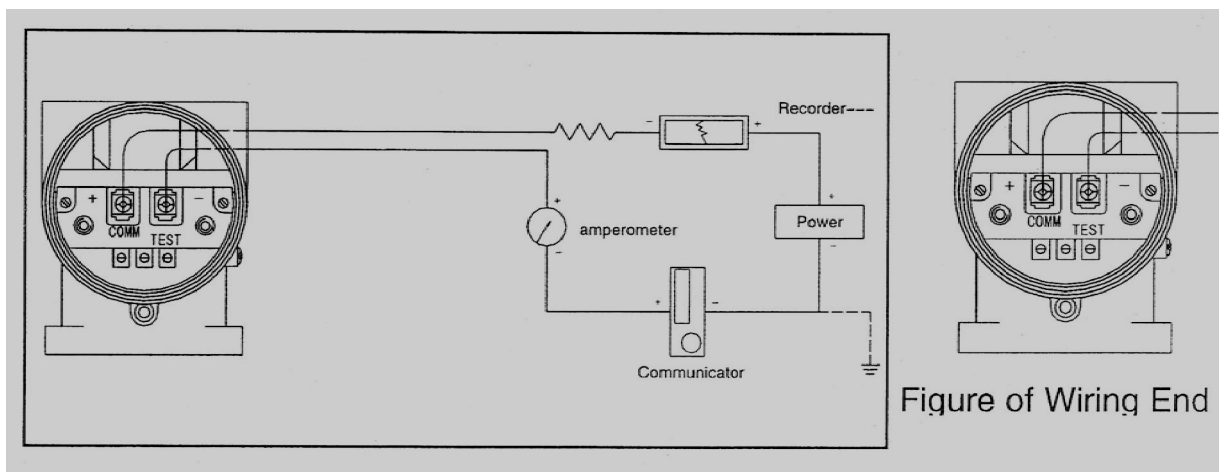 Recorder---
- +
+ -
COMM
TEST
+
amperometer
-
+
Power
-
+ -
Communicator
+ -
COMM
TEST
Figure of Wiring End